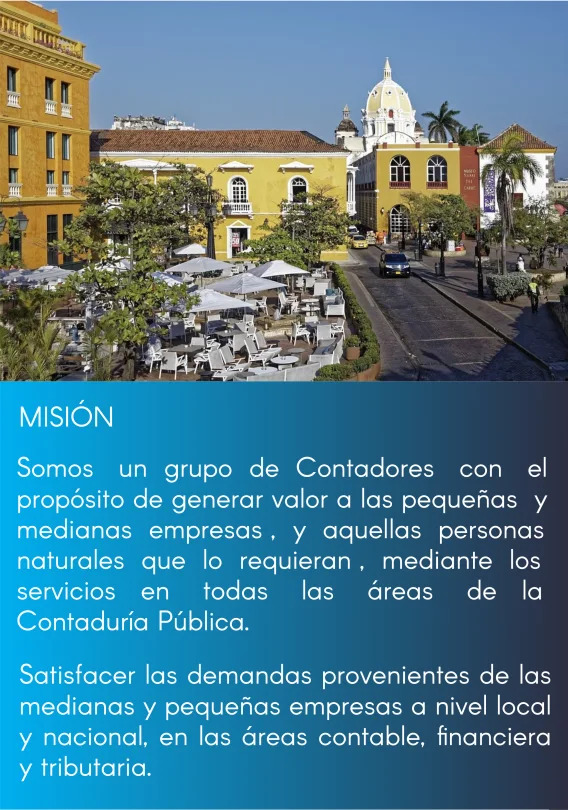 MISIÓN
Somos un grupo de Contadores con el
propósito de generar valor a las pequeñas y
medianas empresas , y aquellas personas
naturales que lo requieran , mediante los
servicios en todas las áreas de la
Contaduría Pública.
Satisfacer las demandas provenientes de las
medianas y pequeñas empresas a nivel local
y nacional, en las áreas contable, financiera
y tributaria.